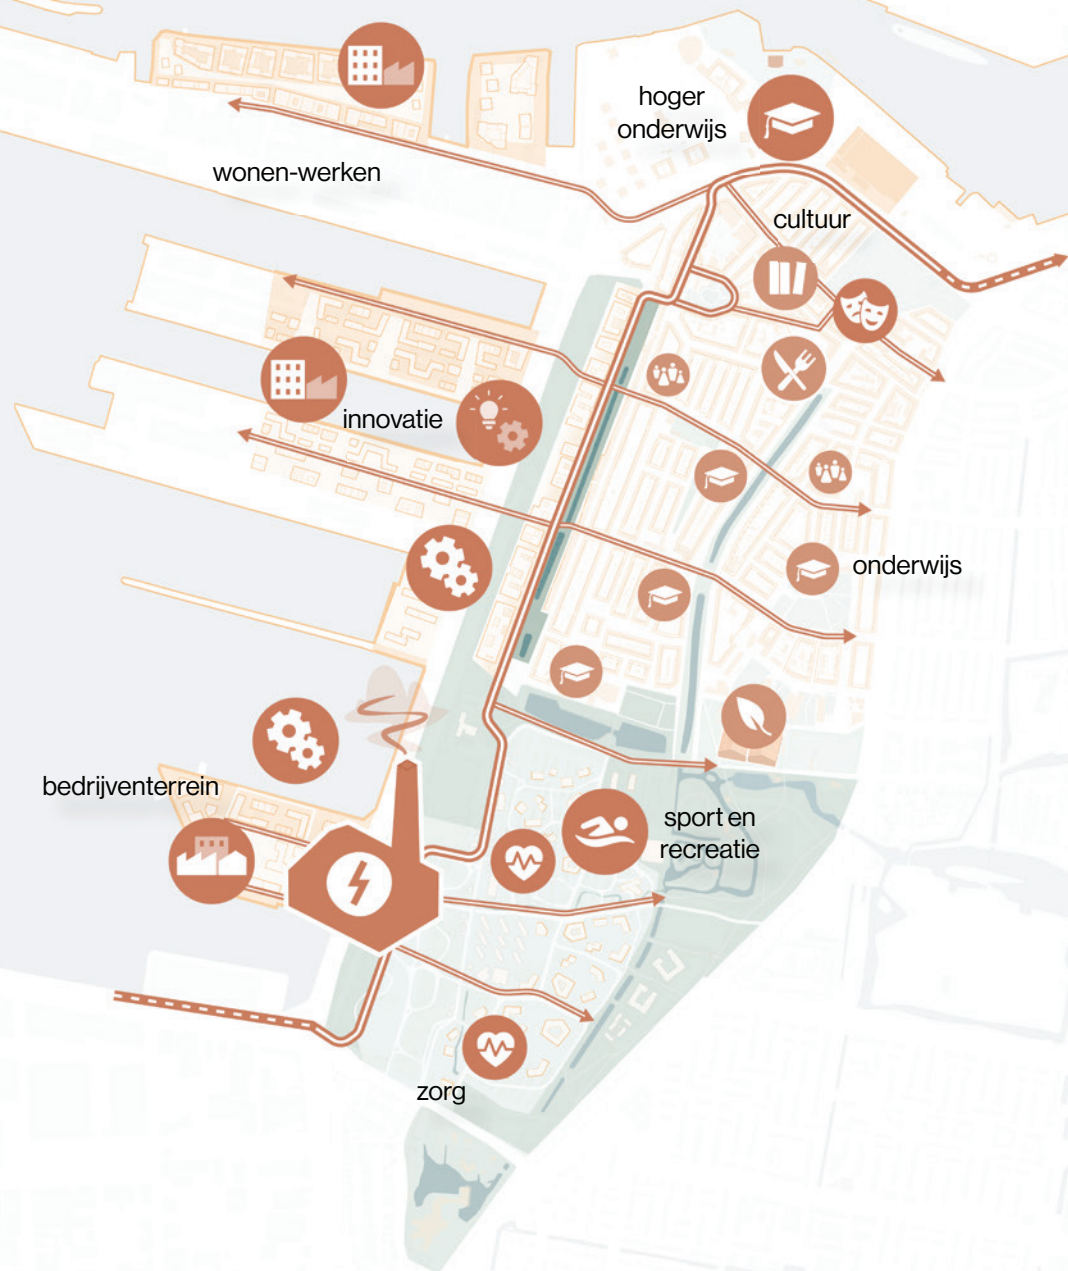 hoger
onderwijs
wonen-werken
cultuur
innovatie
onderwijs
bedrijventerrein
sport en
recreatie
zorg